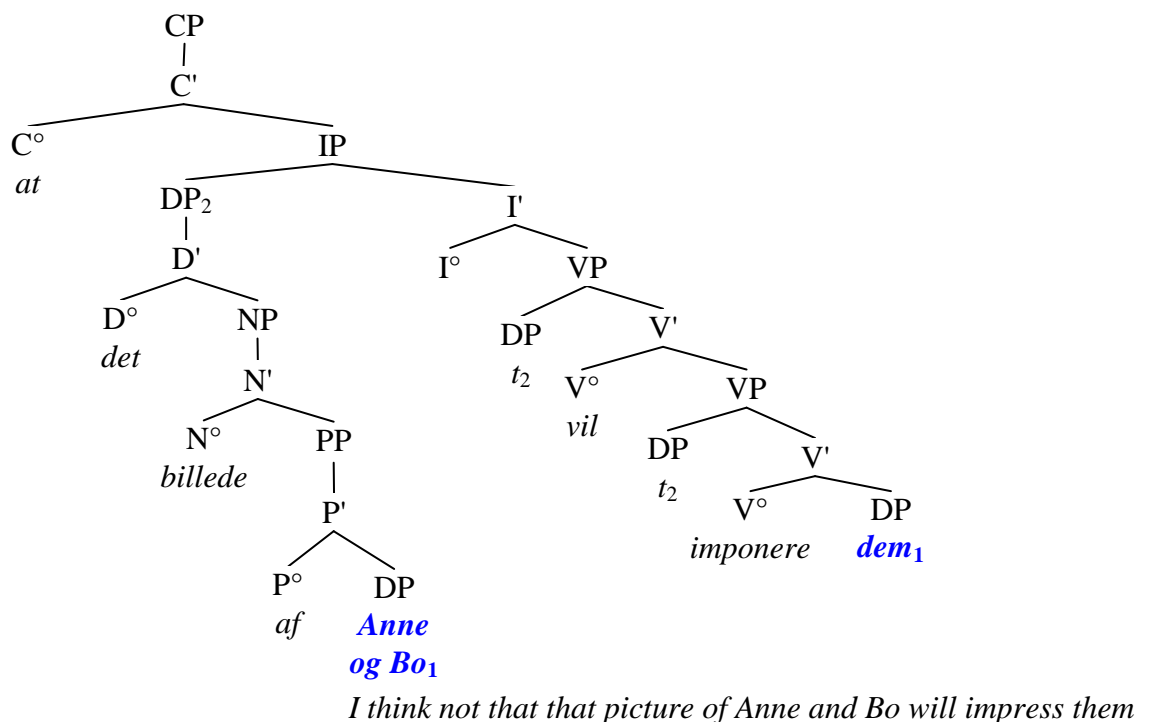 CP
C'
C° IP
at
DP₂ I'
D' I° VP
D° NP DP V'
det
N' t₂ V° VP
vil
N° PP DP V'
billede
P' t₂ V° DP
imponere dem₁
P° DP
af Anne
og Bo₁
I think not that that picture of Anne and Bo will impress them